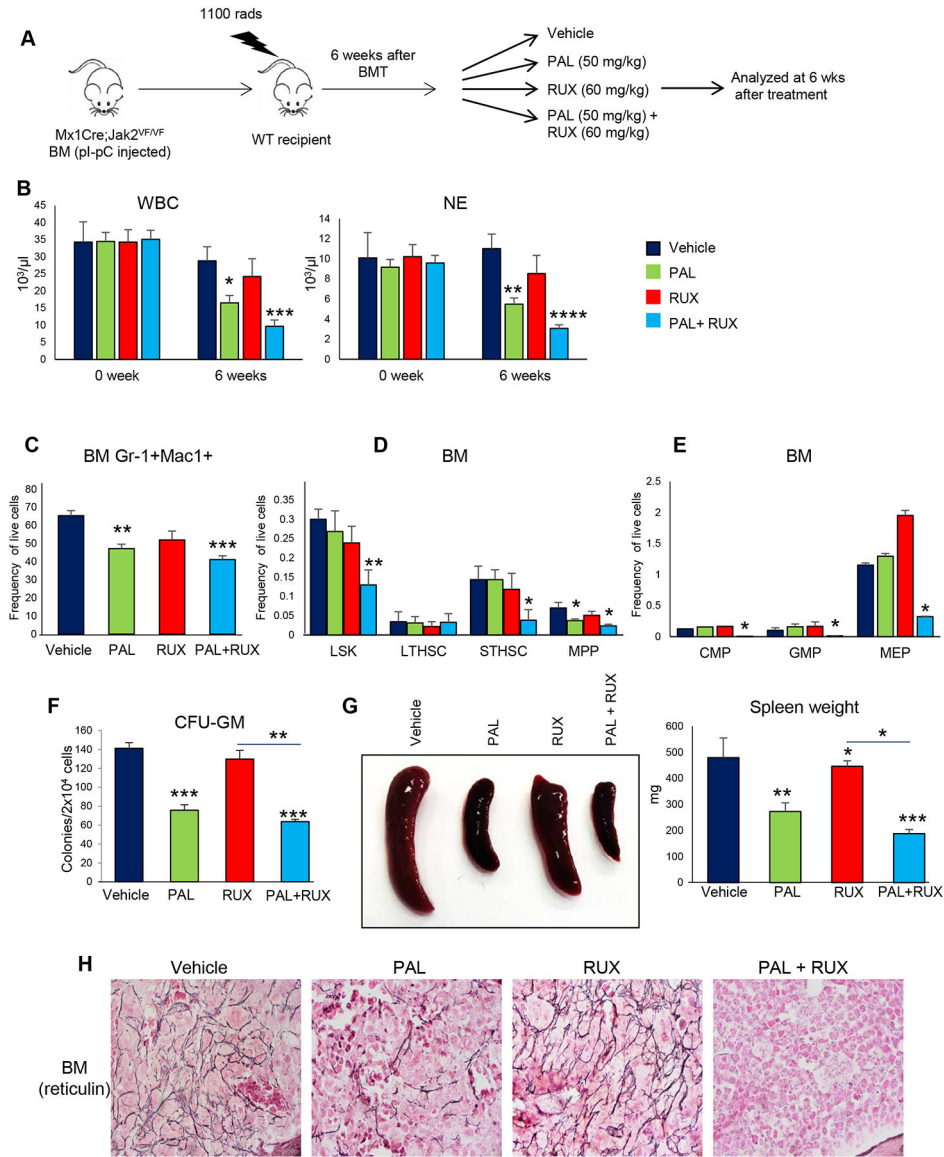 A
1100 rads
6 weeks after
BMT
Mx1Cre;Jak2VF/VF
BM (pI-pC injected)
WT recipient
Vehicle
PAL (50 mg/kg)
RUX (60 mg/kg)
PAL (50 mg/kg) +
RUX (60 mg/kg)
Analyzed at 6 wks
after treatment
B
WBC
10³/µl
45
40
35
30
25
20
15
10
5
0
*
***
0 week
6 weeks
NE
10³/µl
14
12
10
8
6
4
2
0
**
****
0 week
6 weeks
Vehicle
PAL
RUX
PAL+ RUX
C
BM Gr-1+Mac1+
Frequency of live cells
80
70
60
50
40
30
20
10
0
**
***
Vehicle
PAL
RUX
PAL+RUX
D
BM
Frequency of live cells
0.35
0.3
0.25
0.2
0.15
0.1
0.05
0
**
*
*
*
LSK
LTHSC
STHSC
MPP
E
BM
Frequency of live cells
2.5
2
1.5
1
0.5
0
*
*
*
CMP
GMP
MEP
F
CFU-GM
Colonies/2x10⁴ cells
160
140
120
100
80
60
40
20
0
***
**
***
Vehicle
PAL
RUX
PAL+RUX
G
Vehicle
PAL
RUX
PAL + RUX
Spleen weight
mg
600
500
400
300
200
100
0
**
*
*
***
Vehicle
PAL
RUX
PAL+RUX
H
Vehicle
PAL
RUX
PAL + RUX
BM
(reticulin)